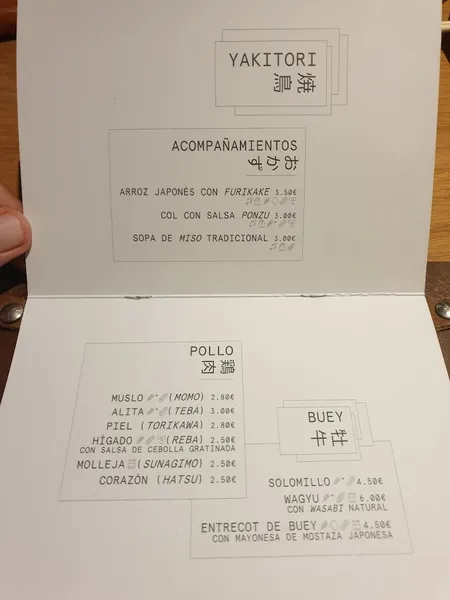 YAKITORI
焼鳥
ACOMPAÑAMIENTOS
おかず
ARROZ JAPONÉS CON FURIKAKE 3.50€
COL CON SALSA PONZU 3.00€
SOPA DE MISO TRADICIONAL 3.00€
POLLO
鶏肉
MUSLO (MOMO) 2.80€
ALITA (TEBA) 3.00€
PIEL (TORIKAWA) 2.80€
HÍGADO (REBA) 2.50€
CON SALSA DE CEBOLLA GRATINADA
MOLLEJA (SUNAGIMO) 2.50€
CORAZÓN (HATSU) 2.50€
BUEY
牡牛
SOLOMILLO 4.50€
WAGYU 6.00€
CON WASABI NATURAL
ENTRECOT DE BUEY 4.50€
CON MAYONESA DE MOSTAZA JAPONESA